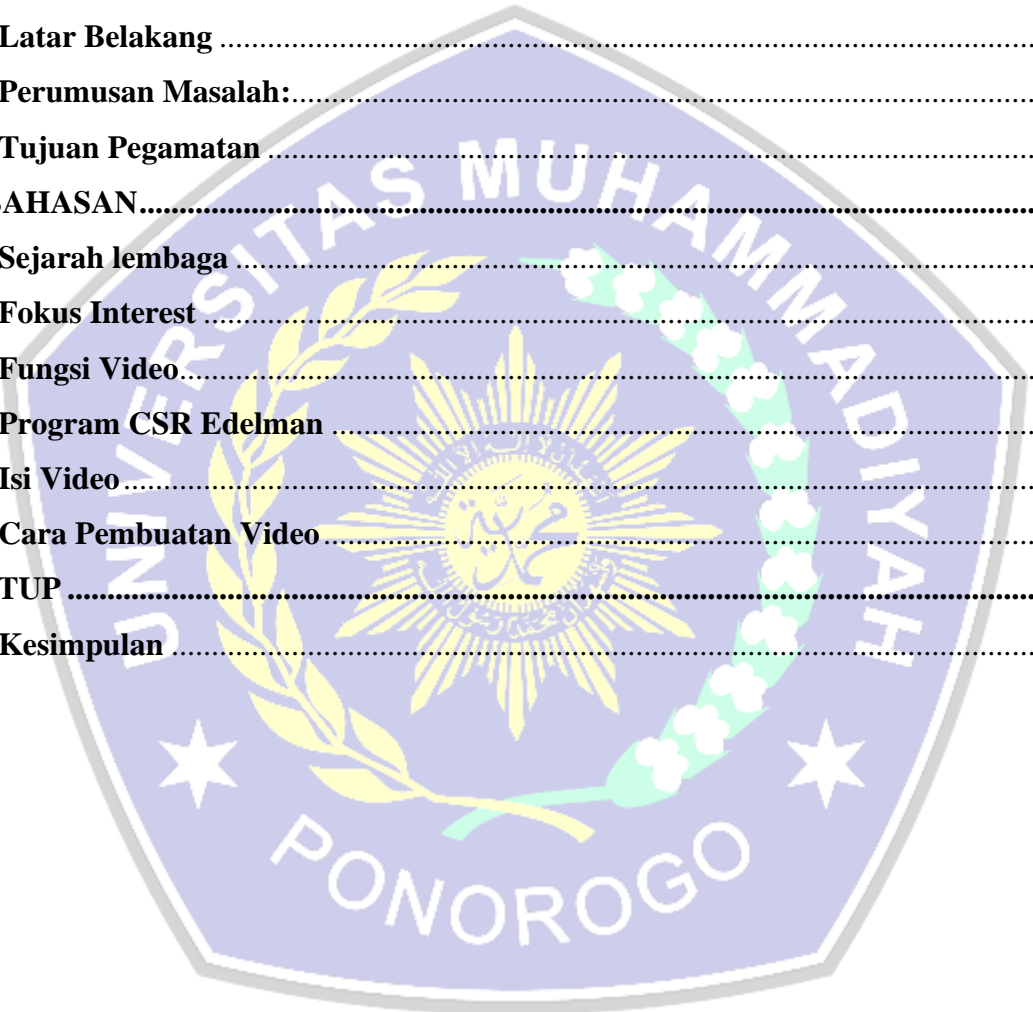 Latar Belakang ........................................................................................................
Perumusan Masalah:..............................................................................................
Tujuan Pegamatan .................................................................................................
AHASAN.................................................................................................................
Sejarah lembaga .....................................................................................................
Fokus Interest .........................................................................................................
Fungsi Video............................................................................................................
Program CSR Edelman .........................................................................................
Isi Video...................................................................................................................
Cara Pembuatan Video..........................................................................................
TUP .........................................................................................................................
Kesimpulan .............................................................................................................
UNIVERSITAS MUHAMMADIYAH
PONOROGO